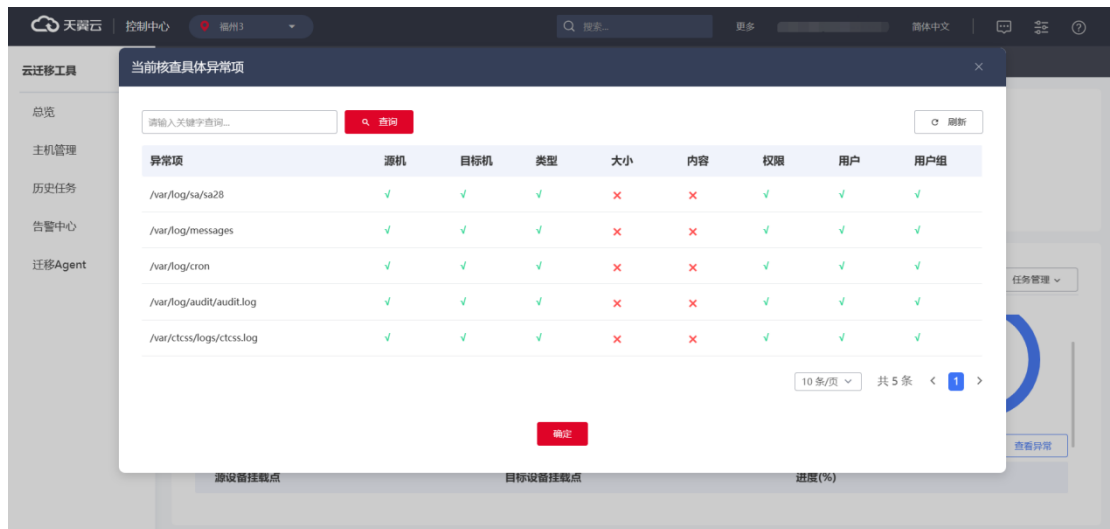 天翼云 控制中心 福州3 搜索... 更多 简体中文
云迁移工具
总览
主机管理
历史任务
告警中心
迁移Agent
当前核查具体异常项
请输入关键字查询... 查询 刷新
异常项 源机 目标机 类型 大小 内容 权限 用户 用户组
/var/log/sa/sa28 √ √ √ × × √ √ √
/var/log/messages √ √ √ × × √ √ √
/var/log/cron √ √ √ × × √ √ √
/var/log/audit/audit.log √ √ √ × × √ √ √
/var/ctcss/logs/ctcss.log √ √ √ × × √ √ √
10 条/页 共 5 条 < 1 >
确定
任务管理
查看异常
源设备挂载点 目标设备挂载点 进度(%)